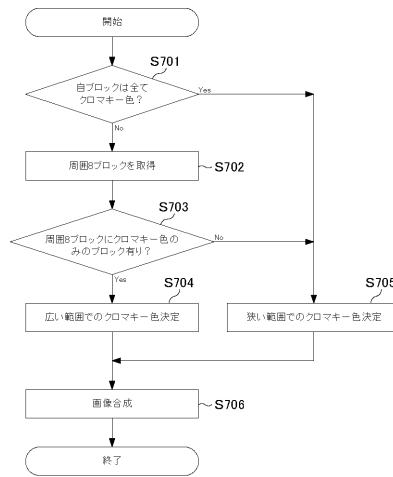 開始
S701
自ブロックは全て
クロマキー色？
Yes
No
周囲8ブロックを取得
S702
S703
周囲8ブロックにクロマキー色の
みのブロック有り？
No
Yes
S704
広い範囲でのクロマキー色決定
S705
狭い範囲でのクロマキー色決定
画像合成
S706
終了